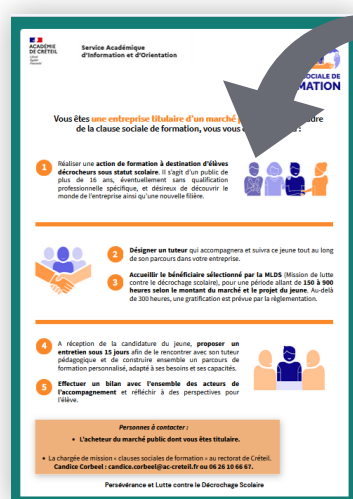 ACADÉMIE
DE CRÉTEIL
Service Académique
d'Information et d'Orientation
SOCIALE DE
MATION
Vous êtes une entreprise titulaire d'un marché
de la clause sociale de formation, vous vous
1
Réaliser une action de formation à destination d'élèves
décrocheurs sous statut scolaire. Il s'agit d'un public de
plus de 16 ans, éventuellement sans qualification
professionnelle spécifique, et désireux de découvrir le
monde de l'entreprise ainsi qu'une nouvelle filière.
2
Désigner un tuteur qui accompagnera et suivra ce jeune tout au long
de son parcours dans votre entreprise.
3
Accueillir le bénéficiaire sélectionné par la MLDS (Mission de lutte
contre le décrochage scolaire), pour une période allant de 150 à 900
heures selon le montant du marché et le projet du jeune. Au-delà
de 300 heures, une gratification est prévue par la règlementation.
4
A réception de la candidature du jeune, proposer un
entretien sous 15 jours afin de le rencontrer avec son tuteur
pédagogique et de construire ensemble un parcours de
formation personnalisé, adapté à ses besoins et ses capacités.
5
Effectuer un bilan avec l'ensemble des acteurs de
l'accompagnement et réfléchir à des perspectives pour
l'élève.
Personnes à contacter :
• L'acheteur du marché public dont vous êtes titulaire.
• La chargée de mission « clauses sociales de formation » au rectorat de Créteil.
Candice Corbeel : candice.corbeel@ac-creteil.fr ou 06 26 10 66 67.
Persévérance et Lutte contre le Décrochage Scolaire